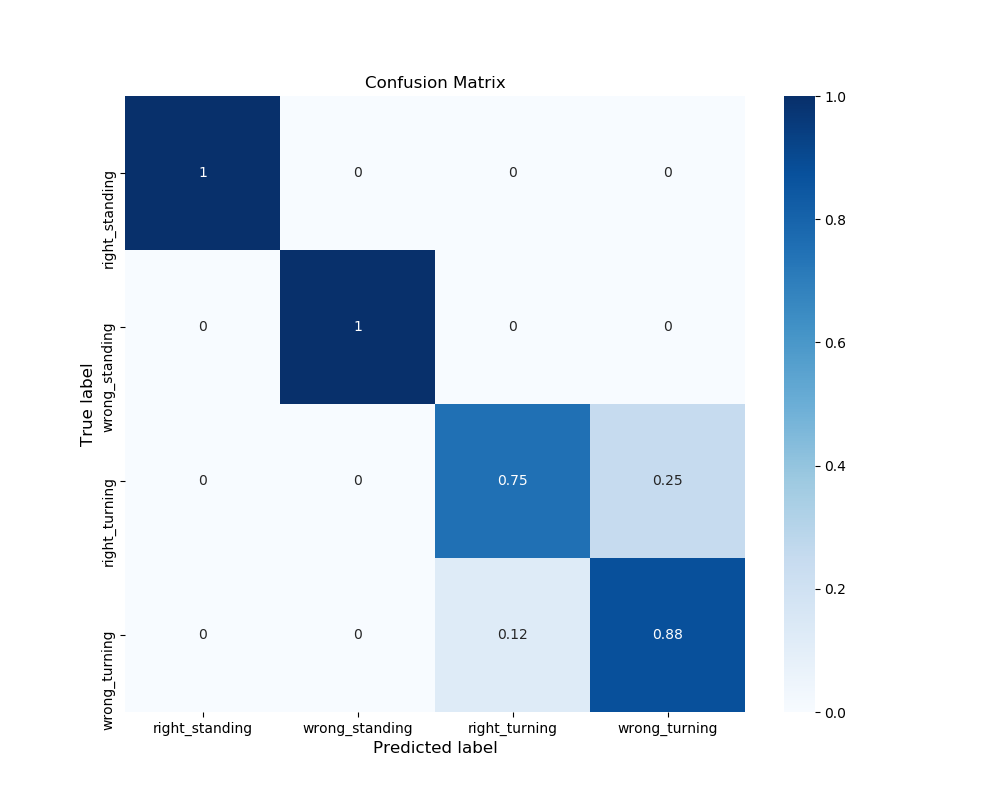 Confusion Matrix
True label
right_standing
1 0 0 0
wrong_standing
0 1 0 0
right_turning
0 0 0.75 0.25
wrong_turning
0 0 0.12 0.88
right_standing wrong_standing right_turning wrong_turning
Predicted label
1.0
0.8
0.6
0.4
0.2
0.0